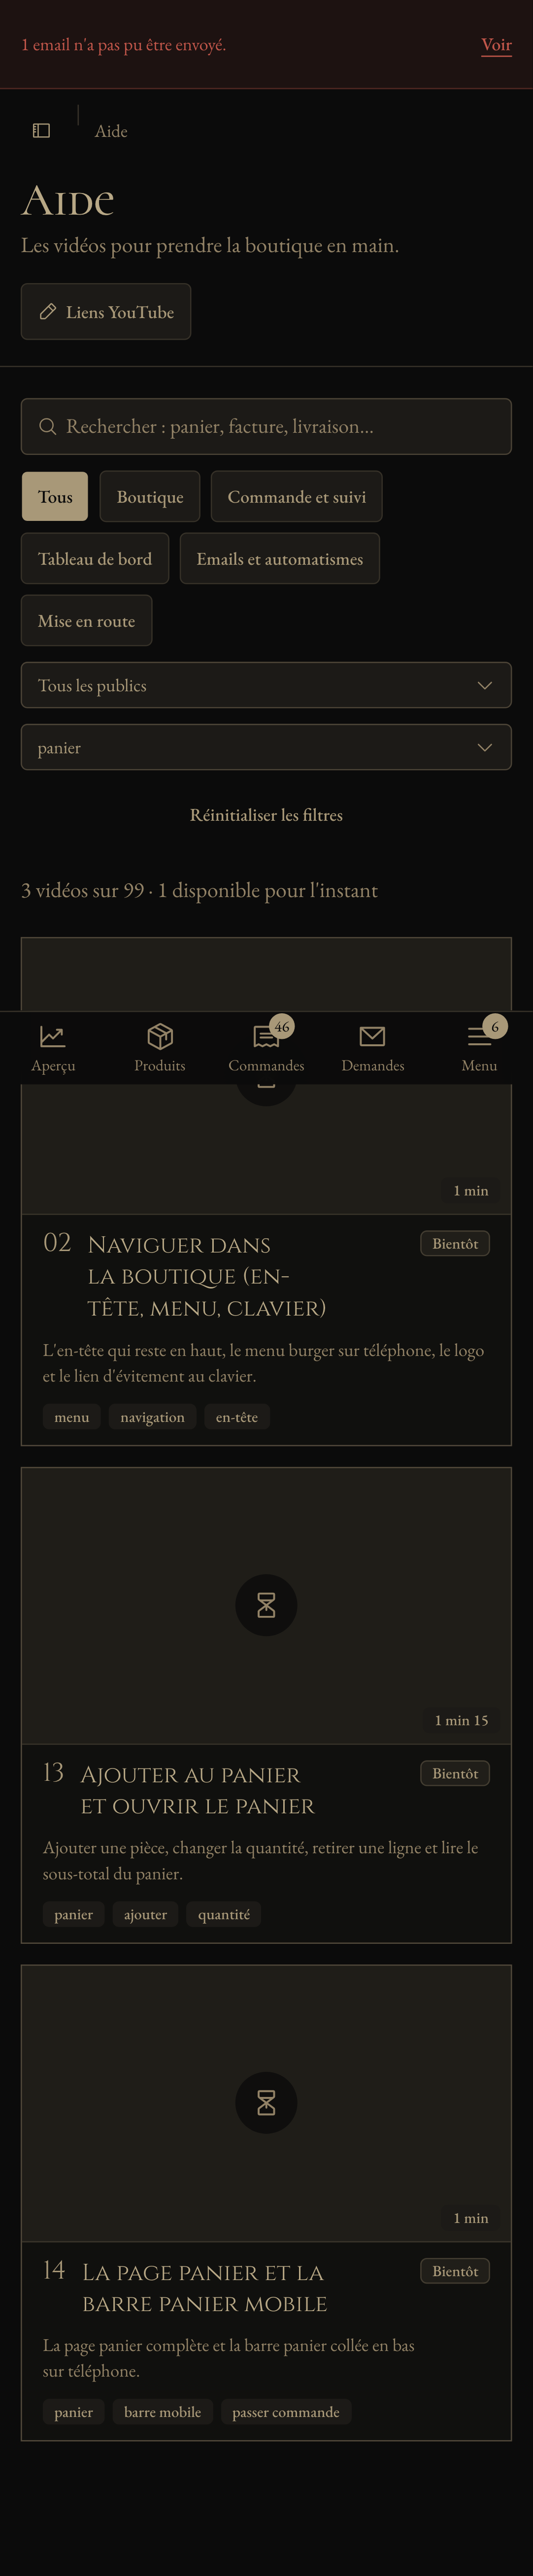 1 email n'a pas pu être envoyé.
Voir
Aide
Aide
Les vidéos pour prendre la boutique en main.
Liens YouTube
Rechercher : panier, facture, livraison...
Tous
Boutique
Commande et suivi
Tableau de bord
Emails et automatismes
Mise en route
Tous les publics
panier
Réinitialiser les filtres
3 vidéos sur 99 · 1 disponible pour l'instant
46
6
Aperçu
Produits
Commandes
Demandes
Menu
1 min
02
Naviguer dans
la boutique (en-
tête, menu, clavier)
Bientôt
L'en-tête qui reste en haut, le menu burger sur téléphone, le logo
et le lien d'évitement au clavier.
menu
navigation
en-tête
1 min 15
13
Ajouter au panier
et ouvrir le panier
Bientôt
Ajouter une pièce, changer la quantité, retirer une ligne et lire le
sous-total du panier.
panier
ajouter
quantité
1 min
14
La page panier et la
barre panier mobile
Bientôt
La page panier complète et la barre panier collée en bas
sur téléphone.
panier
barre mobile
passer commande